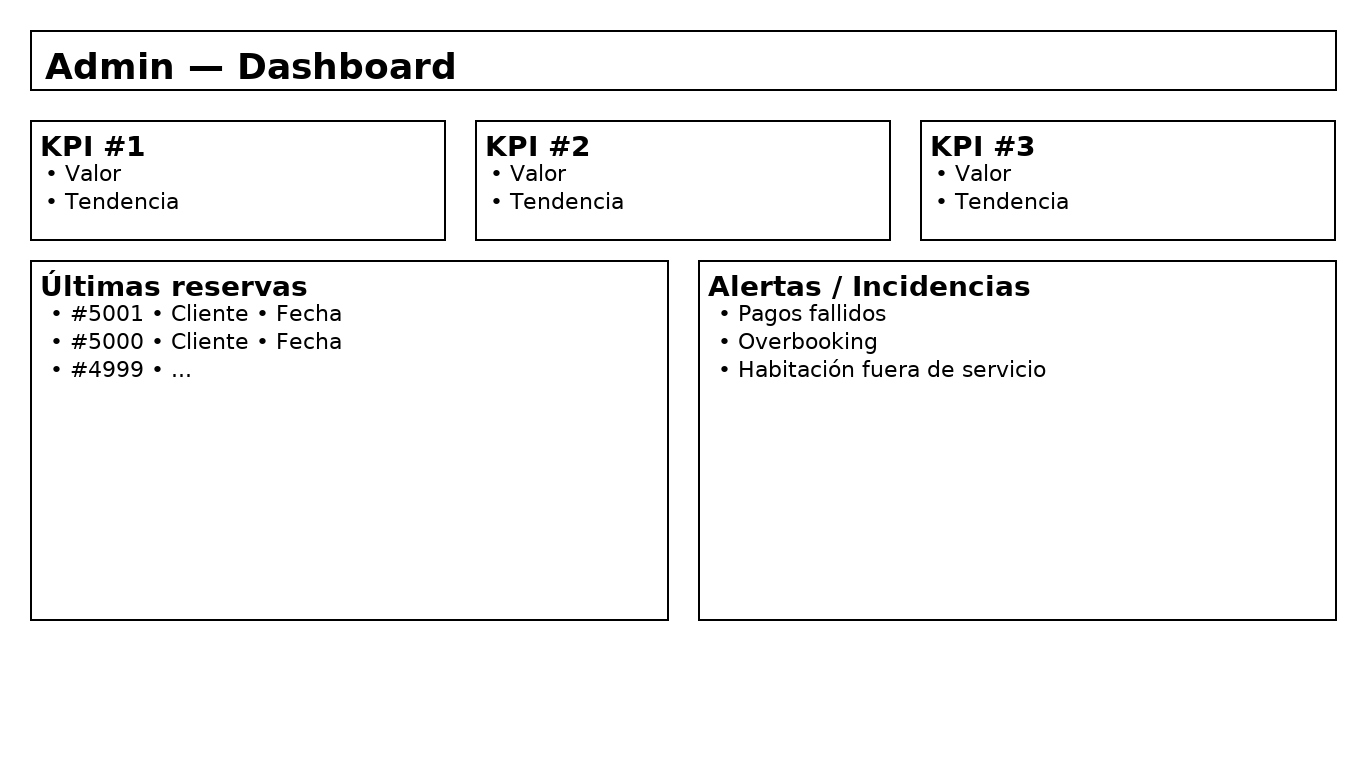 Admin — Dashboard
KPI #1
• Valor
• Tendencia
KPI #2
• Valor
• Tendencia
KPI #3
• Valor
• Tendencia
Últimas reservas
• #5001 • Cliente • Fecha
• #5000 • Cliente • Fecha
• #4999 • ...
Alertas / Incidencias
• Pagos fallidos
• Overbooking
• Habitación fuera de servicio